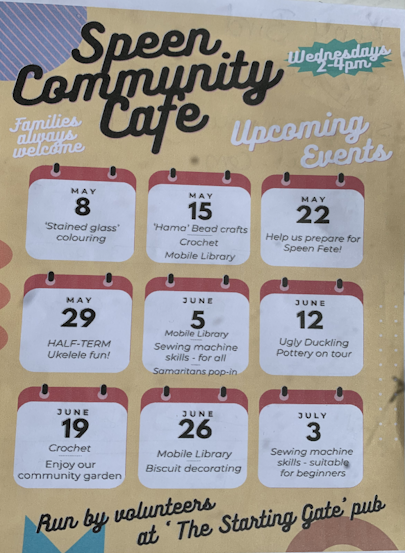 Speen
Community
Cafe
Wednesdays
2-4pm
Families
always
welcome
Upcoming
Events
MAY
8
'Stained glass'
colouring
MAY
15
'Hama' Bead crafts
Crochet
Mobile Library
MAY
22
Help us prepare for
Speen Fete!
MAY
29
HALF-TERM
Ukelele fun!
JUNE
5
Mobile Library
Sewing machine
skills - for all
Samaritans pop-in
JUNE
12
Ugly Duckling
Pottery on tour
JUNE
19
Crochet
Enjoy our
community garden
JUNE
26
Mobile Library
Biscuit decorating
JULY
3
Sewing machine
skills - suitable
for beginners
Run by volunteers
at 'The Starting Gate' pub